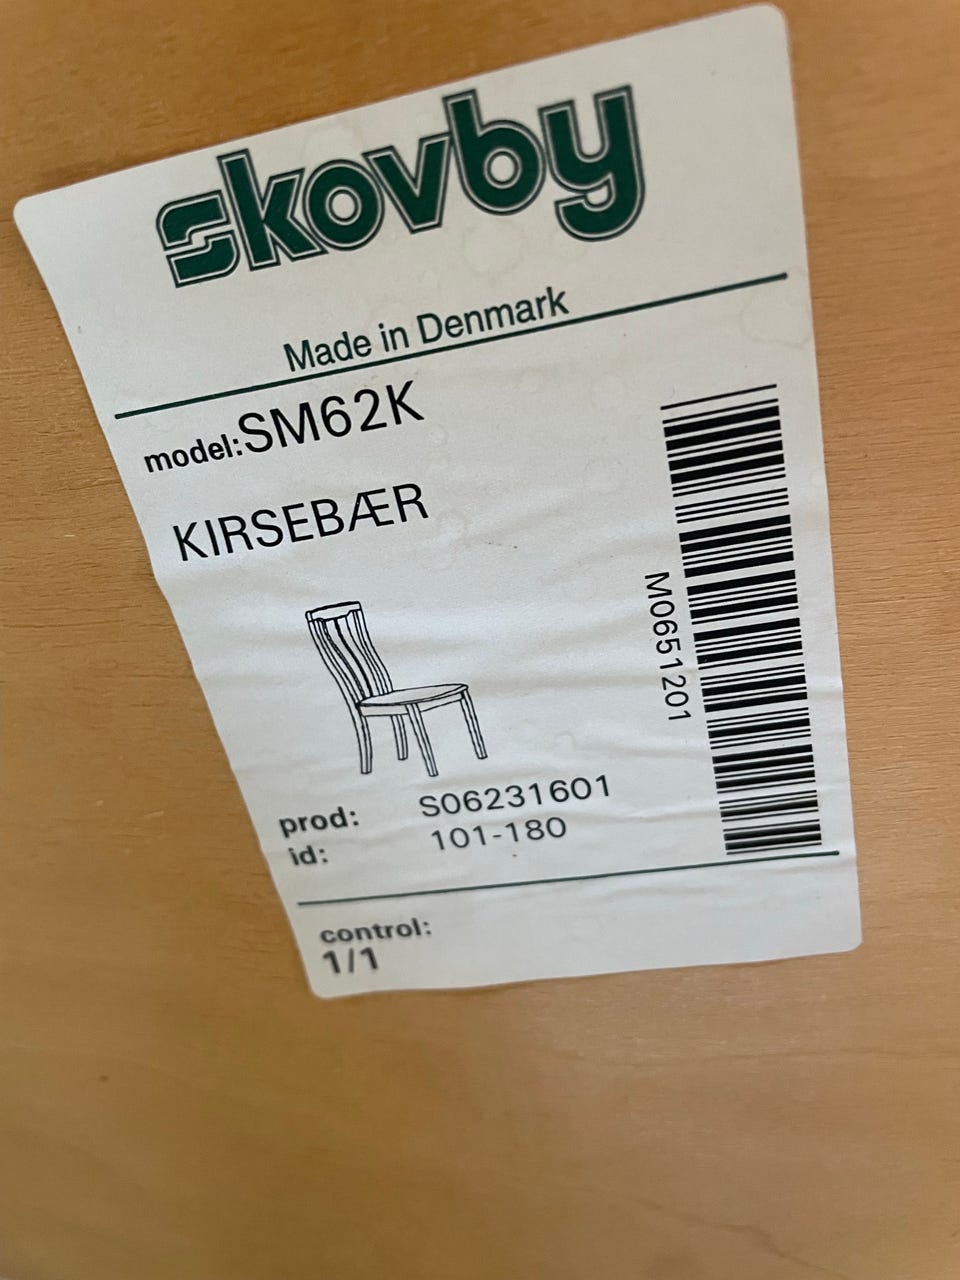 skovby
Made in Denmark
model: SM62K
KIRSEBÆR
M0651201
prod: S06231601
id: 101-180
control:
1/1